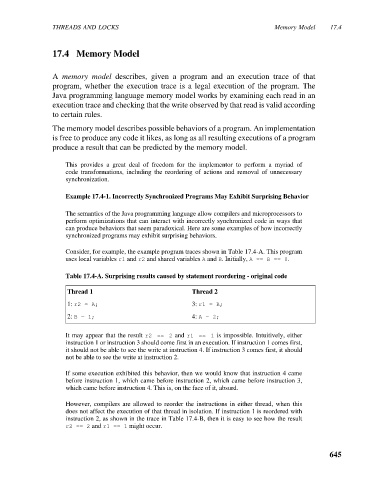 THREADS AND LOCKS Memory Model 17.4
17.4 Memory Model
A memory model describes, given a program and an execution trace of that
program, whether the execution trace is a legal execution of the program. The
Java programming language memory model works by examining each read in an
execution trace and checking that the write observed by that read is valid according
to certain rules.
The memory model describes possible behaviors of a program. An implementation
is free to produce any code it likes, as long as all resulting executions of a program
produce a result that can be predicted by the memory model.
This provides a great deal of freedom for the implementor to perform a myriad of
code transformations, including the reordering of actions and removal of unnecessary
synchronization.
Example 17.4-1. Incorrectly Synchronized Programs May Exhibit Surprising Behavior
The semantics of the Java programming language allow compilers and microprocessors to
perform optimizations that can interact with incorrectly synchronized code in ways that
can produce behaviors that seem paradoxical. Here are some examples of how incorrectly
synchronized programs may exhibit surprising behaviors.
Consider, for example, the example program traces shown in Table 17.4-A. This program
uses local variables r1 and r2 and shared variables A and B. Initially, A == B == 0.
Table 17.4-A. Surprising results caused by statement reordering - original code
Thread 1 Thread 2
1: r2 = A; 3: r1 = B;
2: B = 1; 4: A = 2;
It may appear that the result r2 == 2 and r1 == 1 is impossible. Intuitively, either
instruction 1 or instruction 3 should come first in an execution. If instruction 1 comes first,
it should not be able to see the write at instruction 4. If instruction 3 comes first, it should
not be able to see the write at instruction 2.
If some execution exhibited this behavior, then we would know that instruction 4 came
before instruction 1, which came before instruction 2, which came before instruction 3,
which came before instruction 4. This is, on the face of it, absurd.
However, compilers are allowed to reorder the instructions in either thread, when this
does not affect the execution of that thread in isolation. If instruction 1 is reordered with
instruction 2, as shown in the trace in Table 17.4-B, then it is easy to see how the result
r2 == 2 and r1 == 1 might occur.
645